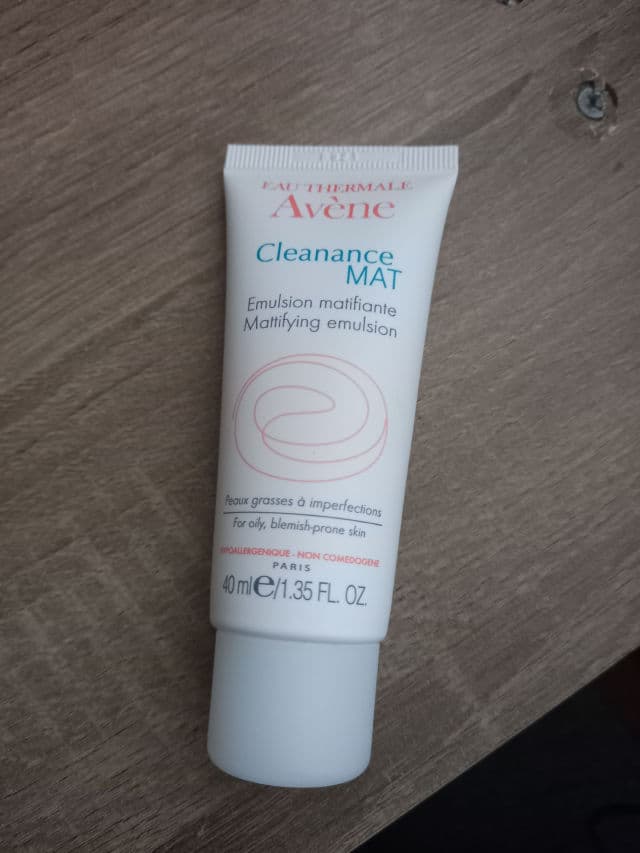 EAU THERMALE
Avène
Cleanance
MAT
Emulsion matifiante
Mattifying emulsion
Peaux grasses à imperfections
For oily, blemish-prone skin
HYPOALLERGENIQUE - NON COMEDOGENE
PARIS
40 ml e/1.35 FL. OZ.